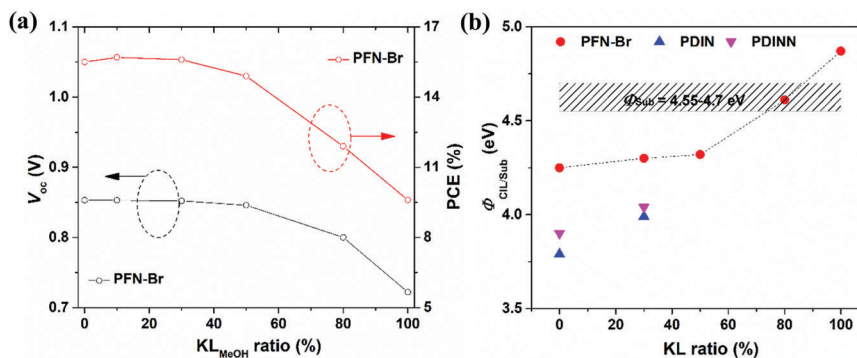 (a)
1.1
1.0
0.9
0.8
0.7
V_oc (V)
17
14
11
8
5
PCE (%)
PFN-Br
PFN-Br
0 20 40 60 80 100
KL_MeOH ratio (%)
(b)
5.0
4.5
4.0
3.5
Φ_CIL/Sub (eV)
PFN-Br PDIN PDINN
Φ_Sub = 4.55-4.7 eV
0 20 40 60 80 100
KL ratio (%)